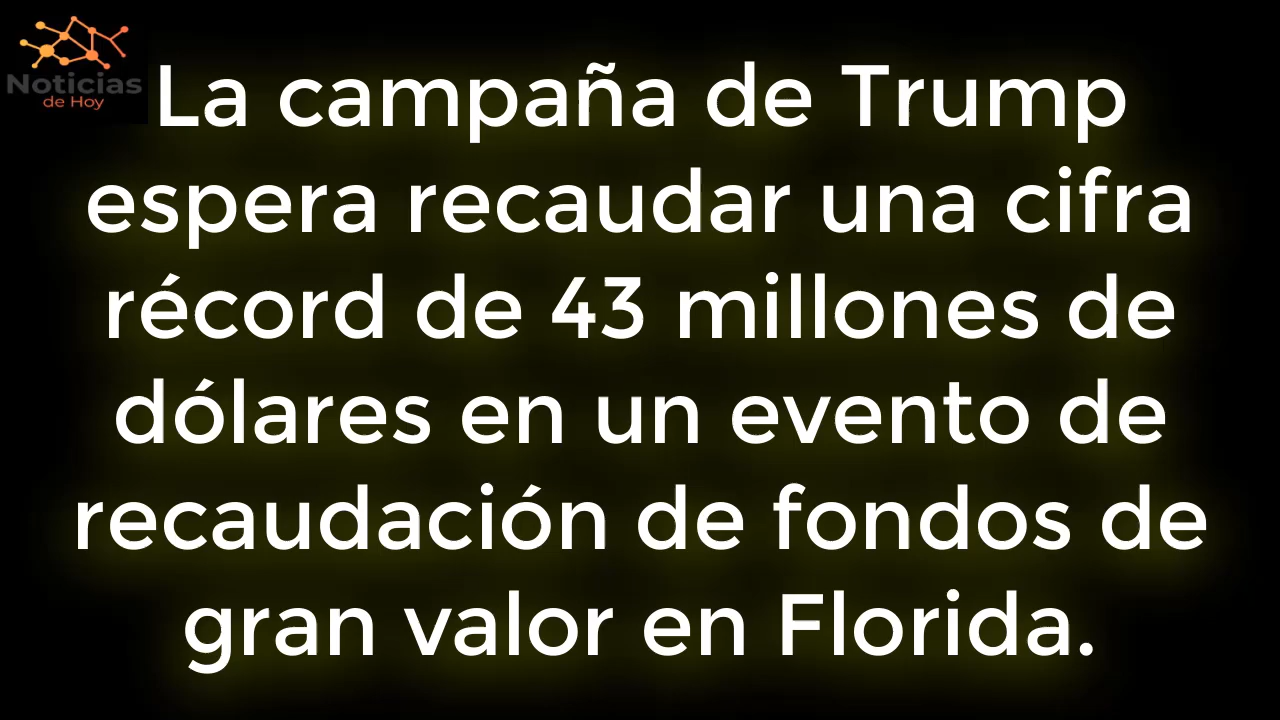 Noticias
de Hoy
La campaña de Trump
espera recaudar una cifra
récord de 43 millones de
dólares en un evento de
recaudación de fondos de
gran valor en Florida.